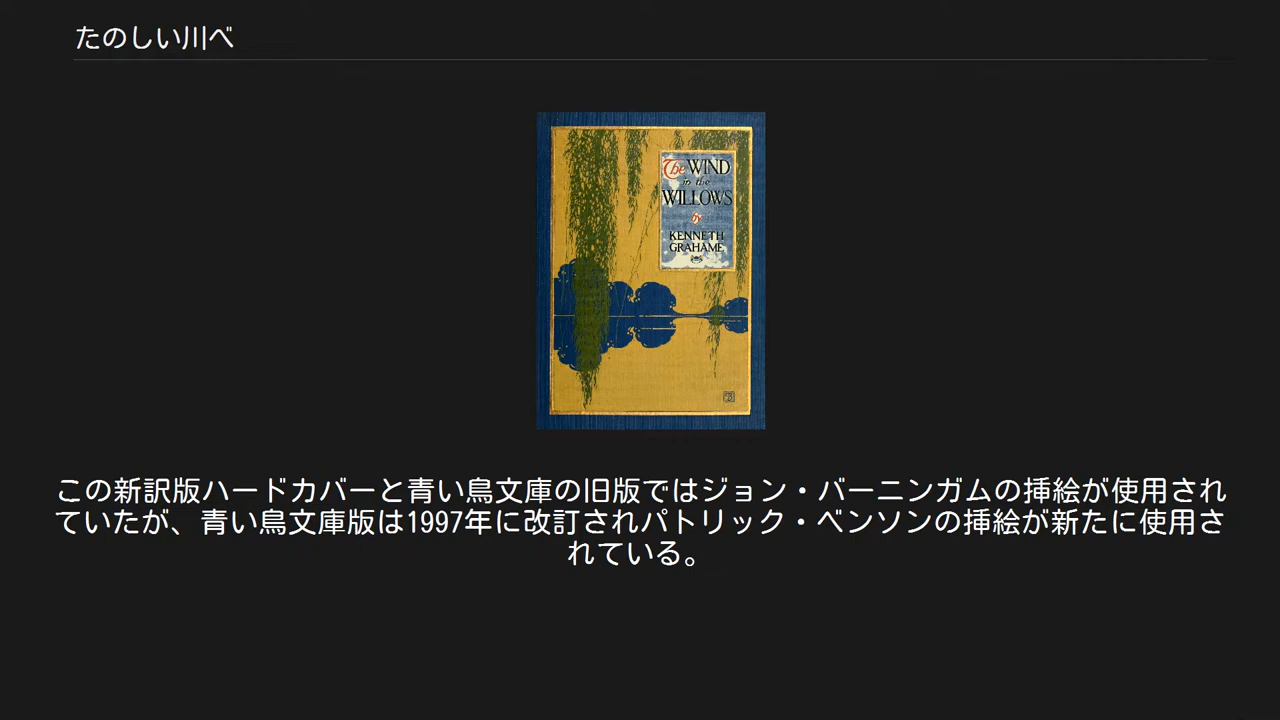 たのしい川べ
The WIND
in the
WILLOWS
by
KENNETH
GRAHAME
この新訳版ハードカバーと青い鳥文庫の旧版ではジョン・バーニンガムの挿絵が使用され
ていたが、青い鳥文庫版は1997年に改訂されパトリック・ベンソンの挿絵が新たに使用さ
れている。